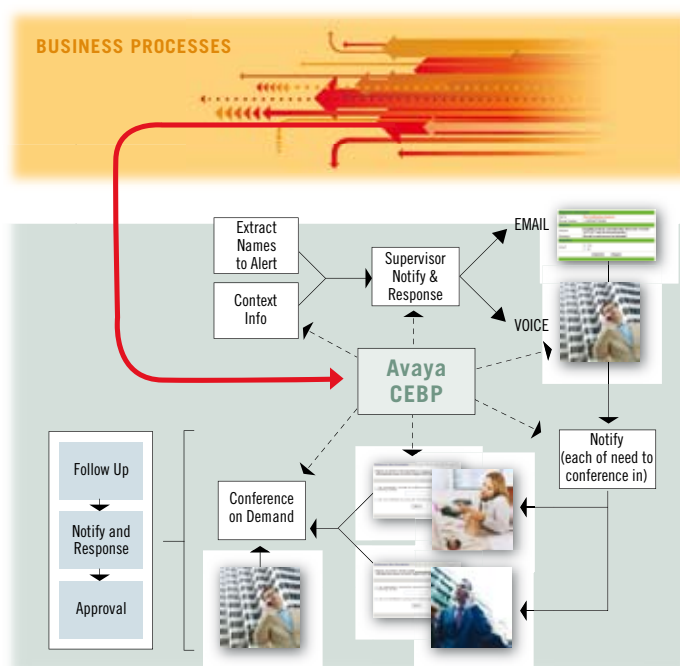 BUSINESS PROCESSES
Extract
Names
to Alert
Context
Info
Supervisor
Notify &
Response
EMAIL
VOICE
Avaya
CEBP
Notify
(each of need to
conference in)
Conference
on Demand
Follow Up
Notify and
Response
Approval